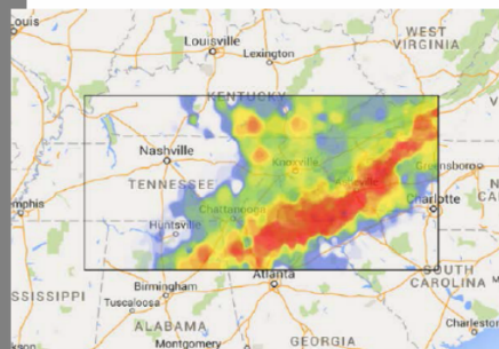 Louis
Louisville
Lexington
WEST
VIRGINIA
KENTUCKY
Nashville
Knoxville
Greensboro
TENNESSEE
Asheville
mphis
Chattanooga
Charlotte
Huntsville
Atlanta
SOUTH
CAROLINA
SSISSIPPI
Birmingham
Tuscaloosa
ALABAMA
Charleston
Montgomery
GEORGIA